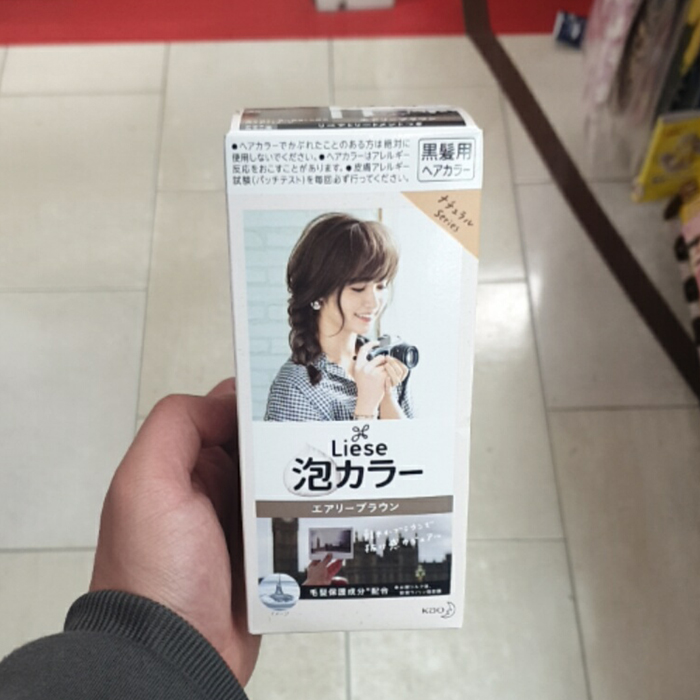 ●ヘアカラーでかぶれたことのある方は絶対に
使用しないでください。●ヘアカラーはアレルギー
反応をおこすことがあります。●皮膚アレルギー
試験(パッチテスト)を毎回必ず行ってください。
黒髪用
ヘアカラー
ナチュラル
Series
Liese
泡カラー
エアリーブラウン
毛髪保護成分*配合
Kao